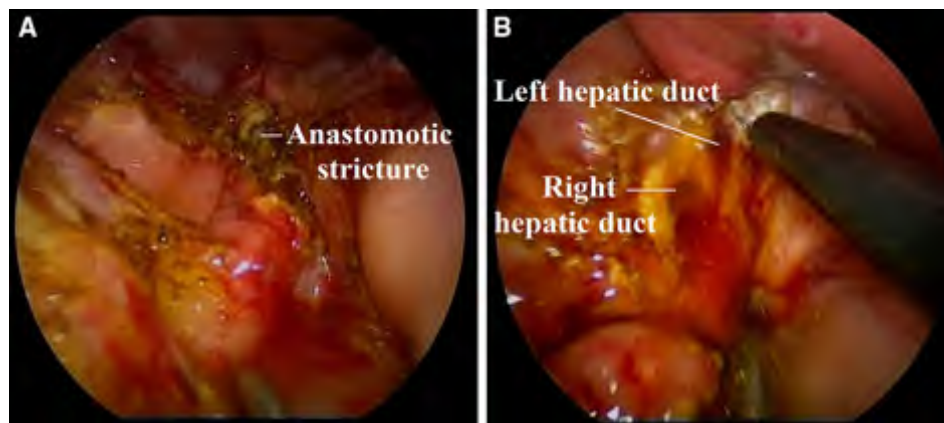 A
Anastomotic
stricture
B
Left hepatic duct
Right
hepatic duct